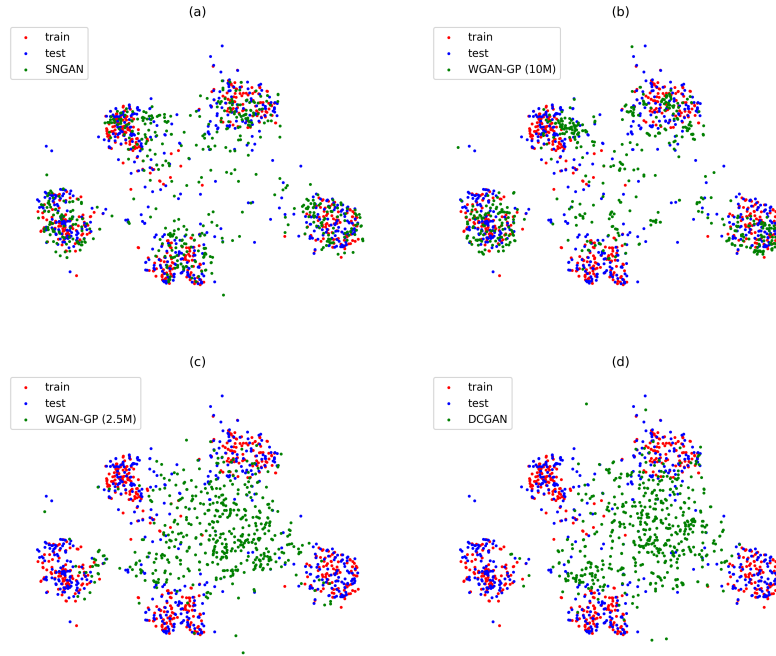 (a)
train
test
SNGAN
(b)
train
test
WGAN-GP (10M)
(c)
train
test
WGAN-GP (2.5M)
(d)
train
test
DCGAN